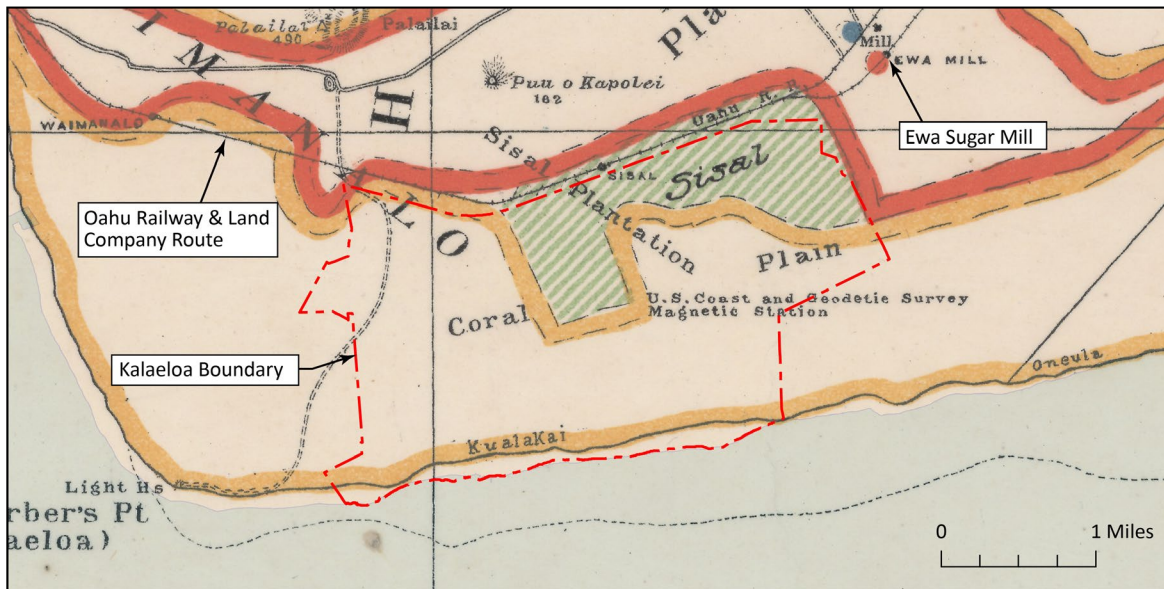 Palailai
490
Palailai
Pla
Mill
EWA MILL
Ewa Sugar Mill
Puu o Kapolei
162
WAIMANALO
I M A N A L O
H
Oahu R. R.
Sisal Plantation
SISAL
Sisal
Oahu Railway & Land
Company Route
Coral Plain
U.S. Coast and Geodetic Survey
Magnetic Station
Kalaeloa Boundary
Oneula
Kualakai
Light Hs
rber's Pt
aeloa)
0 1 Miles